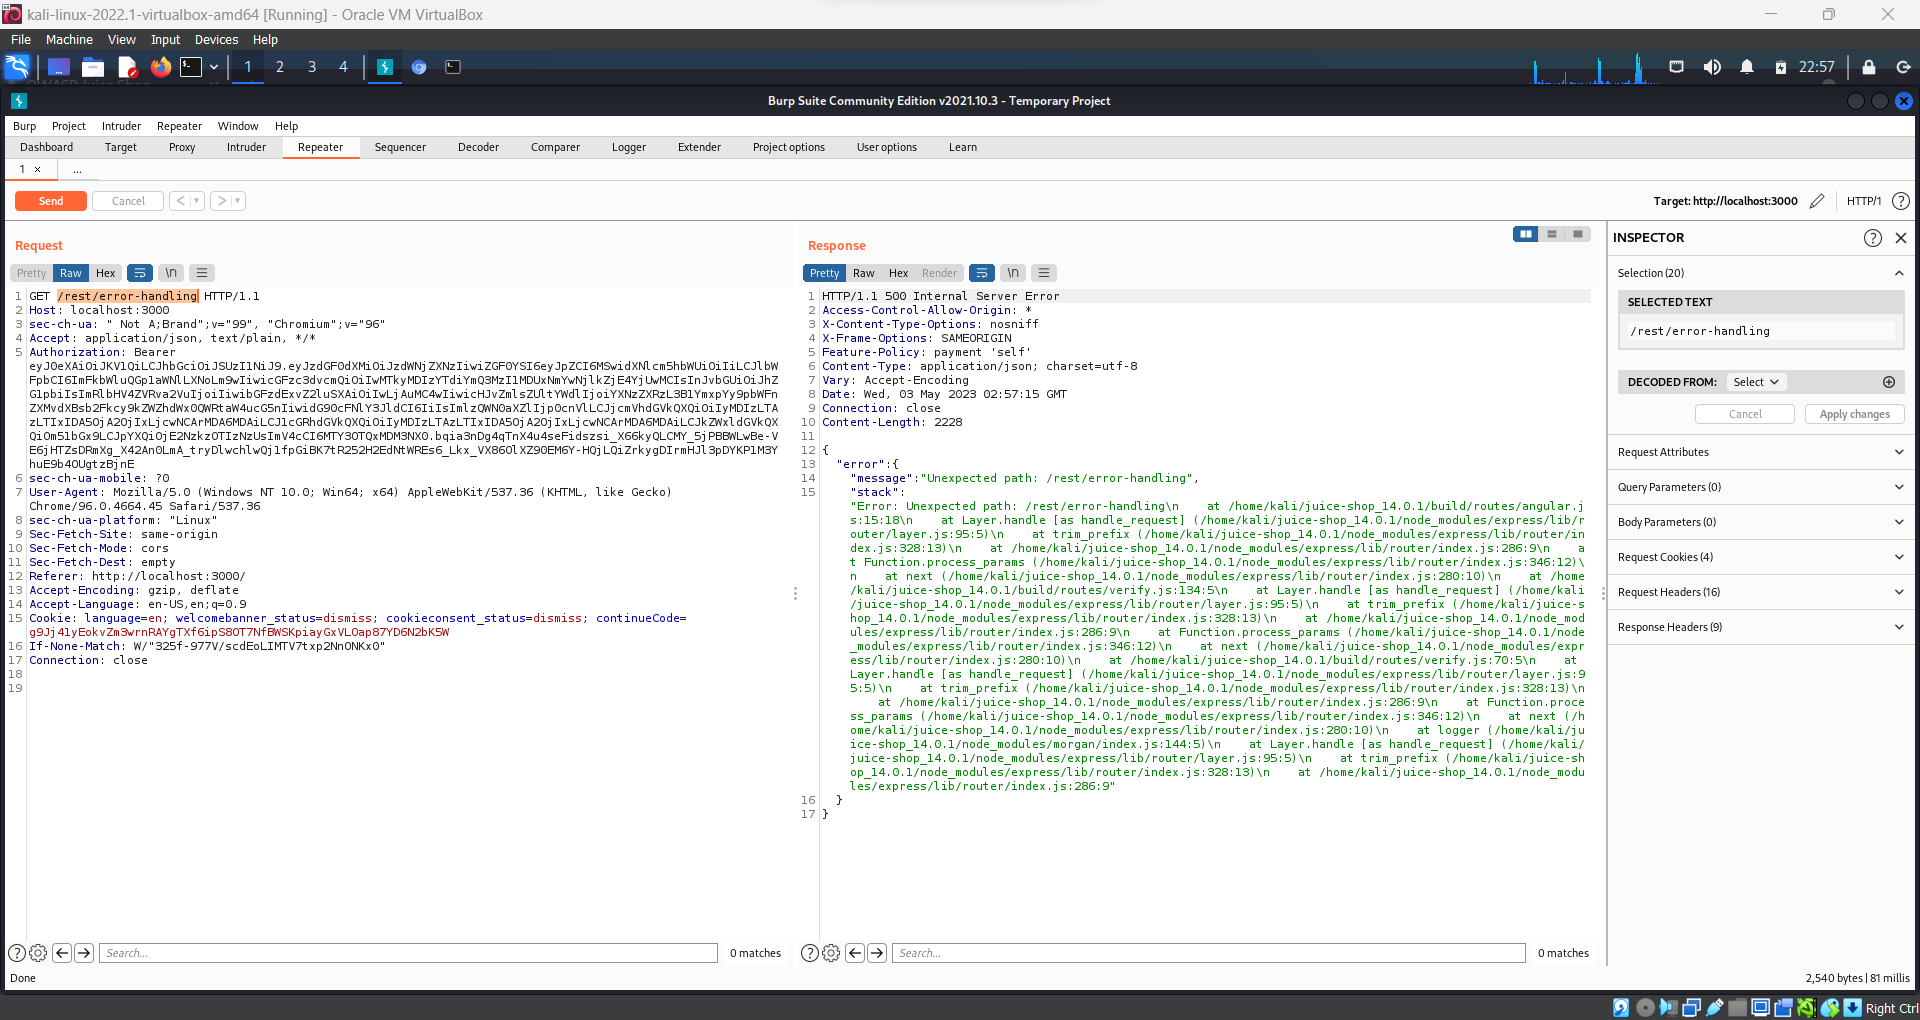 kali-linux-2022.1-virtualbox-amd64 [Running] - Oracle VM VirtualBox
File Machine View Input Devices Help
1 2 3 4 22:57
Burp Suite Community Edition v2021.10.3 - Temporary Project
Burp Project Intruder Repeater Window Help
Dashboard Target Proxy Intruder Repeater Sequencer Decoder Comparer Logger Extender Project options User options Learn
1 × ...
Send Cancel < > Target: http://localhost:3000 HTTP/1
Request
Pretty Raw Hex \n
1 GET /rest/error-handling HTTP/1.1
2 Host: localhost:3000
3 sec-ch-ua: " Not A;Brand";v="99", "Chromium";v="96"
4 Accept: application/json, text/plain, */*
5 Authorization: Bearer
6 sec-ch-ua-mobile: ?0
7 User-Agent: Mozilla/5.0 (Windows NT 10.0; Win64; x64) AppleWebKit/537.36 (KHTML, like Gecko)
Chrome/96.0.4664.45 Safari/537.36
8 sec-ch-ua-platform: "Linux"
9 Sec-Fetch-Site: same-origin
10 Sec-Fetch-Mode: cors
11 Sec-Fetch-Dest: empty
12 Referer: http://localhost:3000/
13 Accept-Encoding: gzip, deflate
14 Accept-Language: en-US,en;q=0.9
15 Cookie: language=en; welcomebanner_status=dismiss; cookieconsent_status=dismiss; continueCode=
16 If-None-Match:
17 Connection: close
18
19
Search... 0 matches
Response
Pretty Raw Hex Render \n
1 HTTP/1.1 500 Internal Server Error
2 Access-Control-Allow-Origin: *
3 X-Content-Type-Options: nosniff
4 X-Frame-Options: SAMEORIGIN
5 Feature-Policy: payment 'self'
6 Content-Type: application/json; charset=utf-8
7 Vary: Accept-Encoding
8 Date: Wed, 03 May 2023 02:57:15 GMT
9 Connection: close
10 Content-Length: 2228
11
12 {
13 "error":{
14 "message":"Unexpected path: /rest/error-handling",
15 "stack":
"Error: Unexpected path: /rest/error-handling\n    at /home/kali/juice-shop_14.0.1/build/routes/angular.j
s:15:18\n    at Layer.handle [as handle_request] (/home/kali/juice-shop_14.0.1/node_modules/express/lib/r
outer/layer.js:95:5)\n    at trim_prefix (/home/kali/juice-shop_14.0.1/node_modules/express/lib/router/in
dex.js:328:13)\n    at /home/kali/juice-shop_14.0.1/node_modules/express/lib/router/index.js:286:9\n    a
t Function.process_params (/home/kali/juice-shop_14.0.1/node_modules/express/lib/router/index.js:346:12)\
n    at next (/home/kali/juice-shop_14.0.1/node_modules/express/lib/router/index.js:280:10)\n    at /home
/kali/juice-shop_14.0.1/build/routes/verify.js:134:5\n    at Layer.handle [as handle_request] (/home/kali
/juice-shop_14.0.1/node_modules/express/lib/router/layer.js:95:5)\n    at trim_prefix (/home/kali/juice-s
hop_14.0.1/node_modules/express/lib/router/index.js:328:13)\n    at /home/kali/juice-shop_14.0.1/node_mod
ules/express/lib/router/index.js:286:9\n    at Function.process_params (/home/kali/juice-shop_14.0.1/node
_modules/express/lib/router/index.js:346:12)\n    at next (/home/kali/juice-shop_14.0.1/node_modules/expr
ess/lib/router/index.js:280:10)\n    at /home/kali/juice-shop_14.0.1/build/routes/verify.js:70:5\n    at
Layer.handle [as handle_request] (/home/kali/juice-shop_14.0.1/node_modules/express/lib/router/layer.js:9
5:5)\n    at trim_prefix (/home/kali/juice-shop_14.0.1/node_modules/express/lib/router/index.js:328:13)\n
    at /home/kali/juice-shop_14.0.1/node_modules/express/lib/router/index.js:286:9\n    at Function.proce
ss_params (/home/kali/juice-shop_14.0.1/node_modules/express/lib/router/index.js:346:12)\n    at next (/h
ome/kali/juice-shop_14.0.1/node_modules/express/lib/router/index.js:280:10)\n    at logger (/home/kali/ju
ice-shop_14.0.1/node_modules/morgan/index.js:144:5)\n    at Layer.handle [as handle_request] (/home/kali/
juice-shop_14.0.1/node_modules/express/lib/router/layer.js:95:5)\n    at trim_prefix (/home/kali/juice-sh
op_14.0.1/node_modules/express/lib/router/index.js:328:13)\n    at /home/kali/juice-shop_14.0.1/node_modu
les/express/lib/router/index.js:286:9"
16 }
17 }
Search... 0 matches
INSPECTOR
Selection (20)
SELECTED TEXT
/rest/error-handling
DECODED FROM: Select
Cancel Apply changes
Request Attributes
Query Parameters (0)
Body Parameters (0)
Request Cookies (4)
Request Headers (16)
Response Headers (9)
Done 2,540 bytes | 81 millis
Right Ctrl